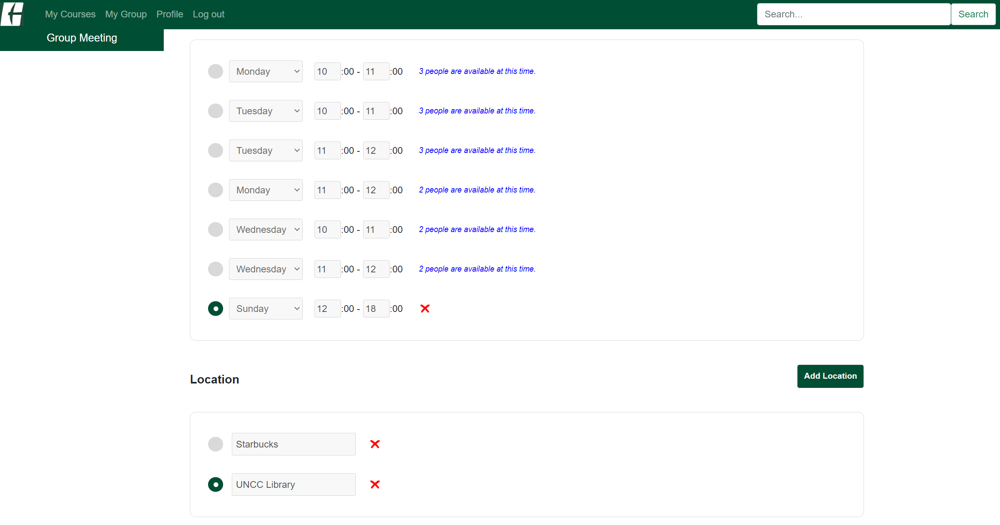 My Courses My Group Profile Log out Search... Search
Group Meeting
Monday 10 :00 - 11 :00 3 people are available at this time.
Tuesday 10 :00 - 11 :00 3 people are available at this time.
Tuesday 11 :00 - 12 :00 3 people are available at this time.
Monday 11 :00 - 12 :00 2 people are available at this time.
Wednesday 10 :00 - 11 :00 2 people are available at this time.
Wednesday 11 :00 - 12 :00 2 people are available at this time.
Sunday 12 :00 - 18 :00
Location Add Location
Starbucks
UNCC Library